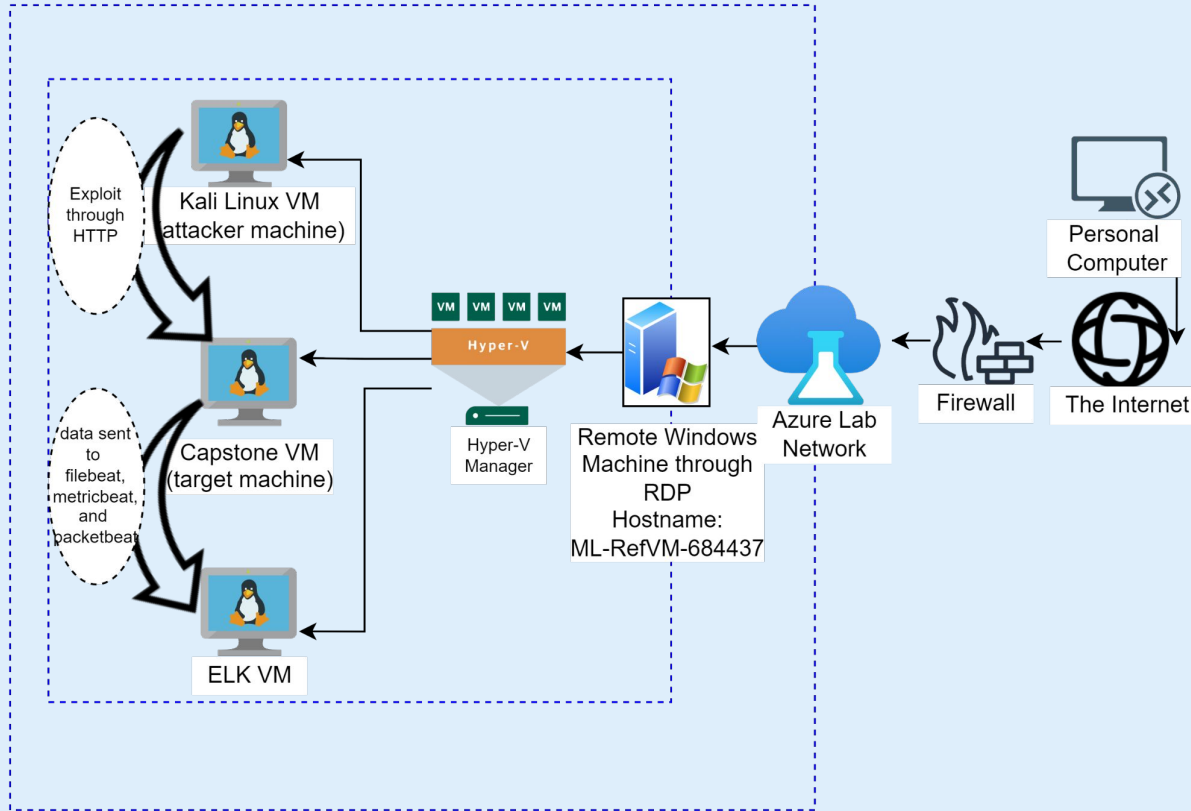 Exploit
through
HTTP
Kali Linux VM
(attacker machine)
data sent
to
filebeat,
metricbeat,
and
packetbeat
Capstone VM
(target machine)
ELK VM
VM VM VM VM
Hyper-V
Hyper-V
Manager
Remote Windows
Machine through
RDP
Hostname:
ML-RefVM-684437
Azure Lab
Network
Firewall
Personal
Computer
The Internet